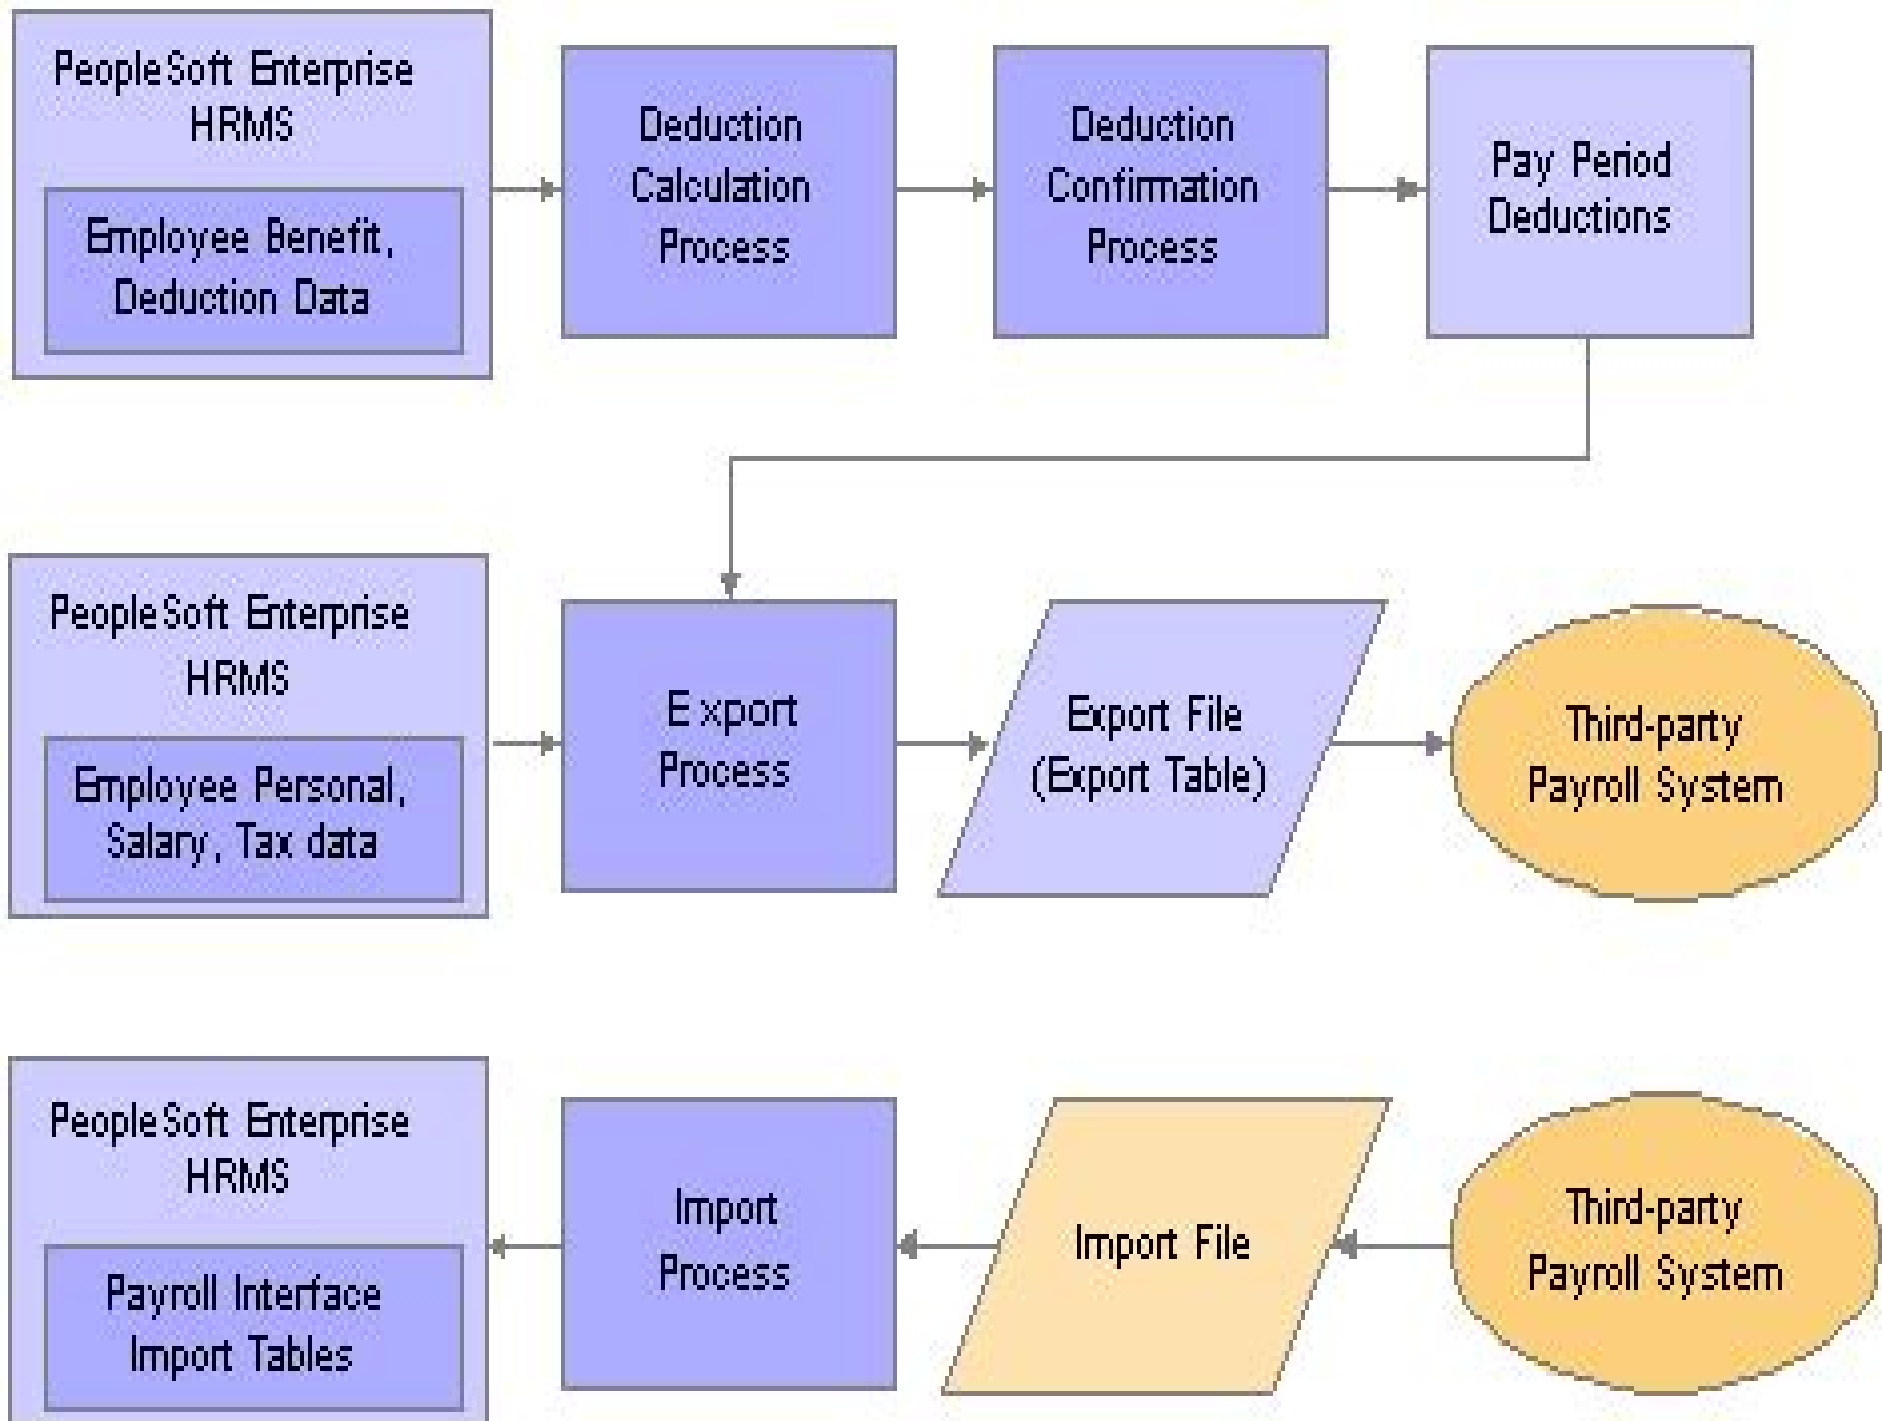 PeopleSoft Enterprise
HRMS
Employee Benefit,
Deduction Data
Deduction
Calculation
Process
Deduction
Confirmation
Process
Pay Period
Deductions
PeopleSoft Enterprise
HRMS
Employee Personal,
Salary, Tax data
Export
Process
Export File
(Export Table)
Third-party
Payroll System
PeopleSoft Enterprise
HRMS
Payroll Interface
Import Tables
Import
Process
Import File
Third-party
Payroll System